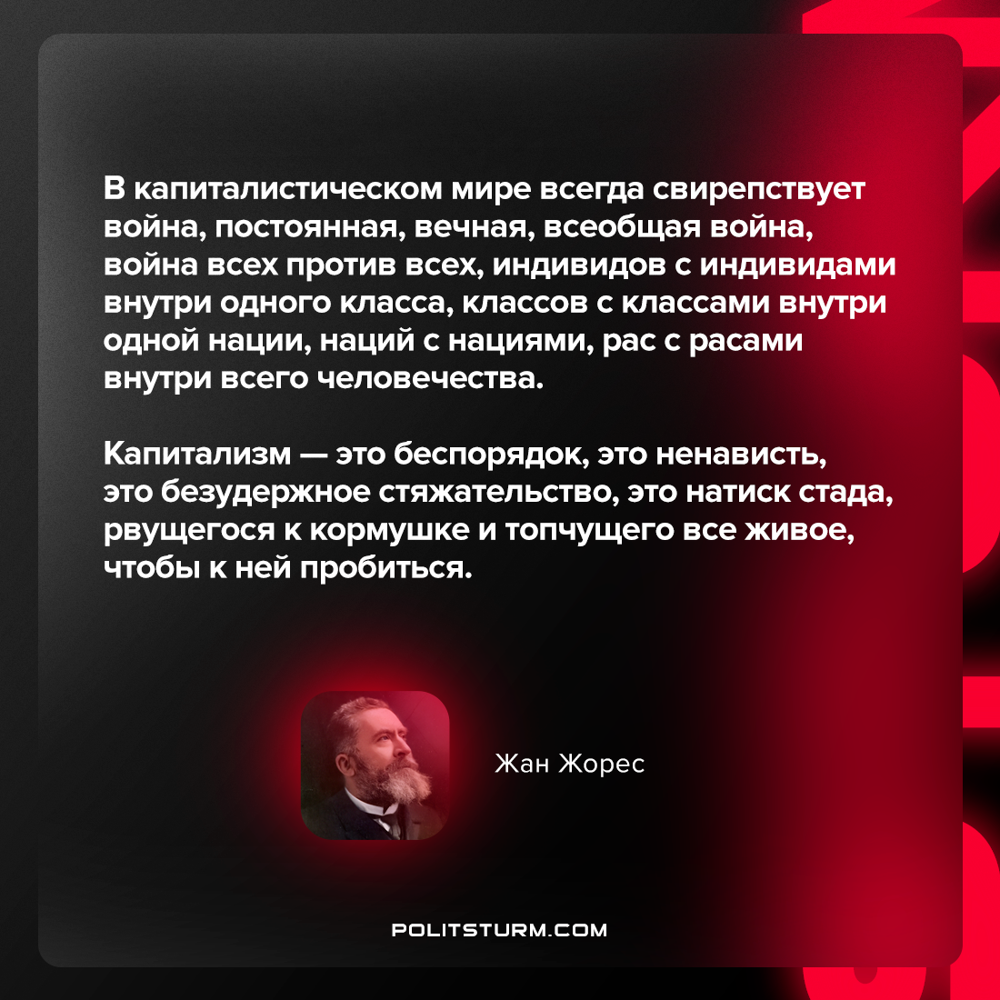 В капиталистическом мире всегда свирепствует
война, постоянная, вечная, всеобщая война,
война всех против всех, индивидов с индивидами
внутри одного класса, классов с классами внутри
одной нации, наций с нациями, рас с расами
внутри всего человечества.
Капитализм — это беспорядок, это ненависть,
это безудержное стяжательство, это натиск стада,
рвущегося к кормушке и топчущего все живое,
чтобы к ней пробиться.
Жан Жорес
POLITSTURM.COM